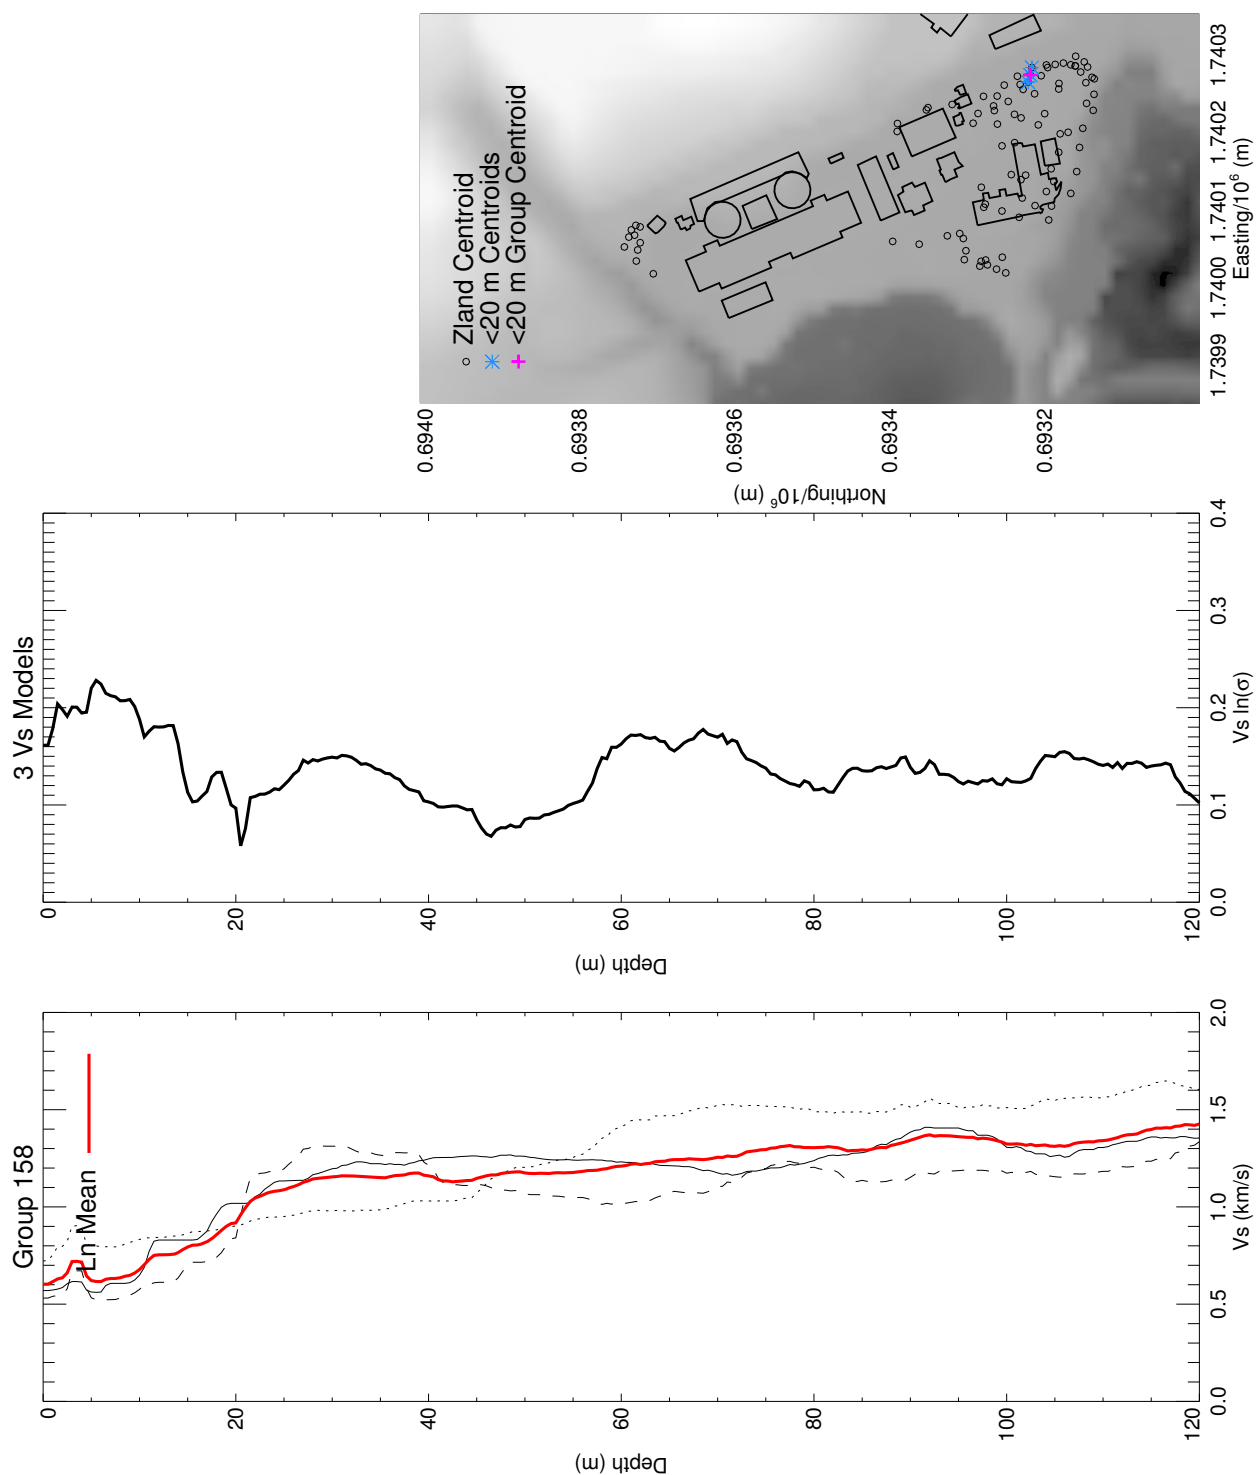 Group 158
Ln Mean
0
20
40
60
80
100
120
Depth (m)
0.0
0.5
1.0
1.5
2.0
Vs (km/s)
3 Vs Models
0
20
40
60
80
100
120
Depth (m)
0.0
0.1
0.2
0.3
0.4
Vs ln(σ)
Zland Centroid
<20 m Centroids
<20 m Group Centroid
0.6940
0.6938
0.6936
0.6934
0.6932
Northing/10⁶ (m)
1.7399
1.7400
1.7401
1.7402
1.7403
Easting/10⁶ (m)